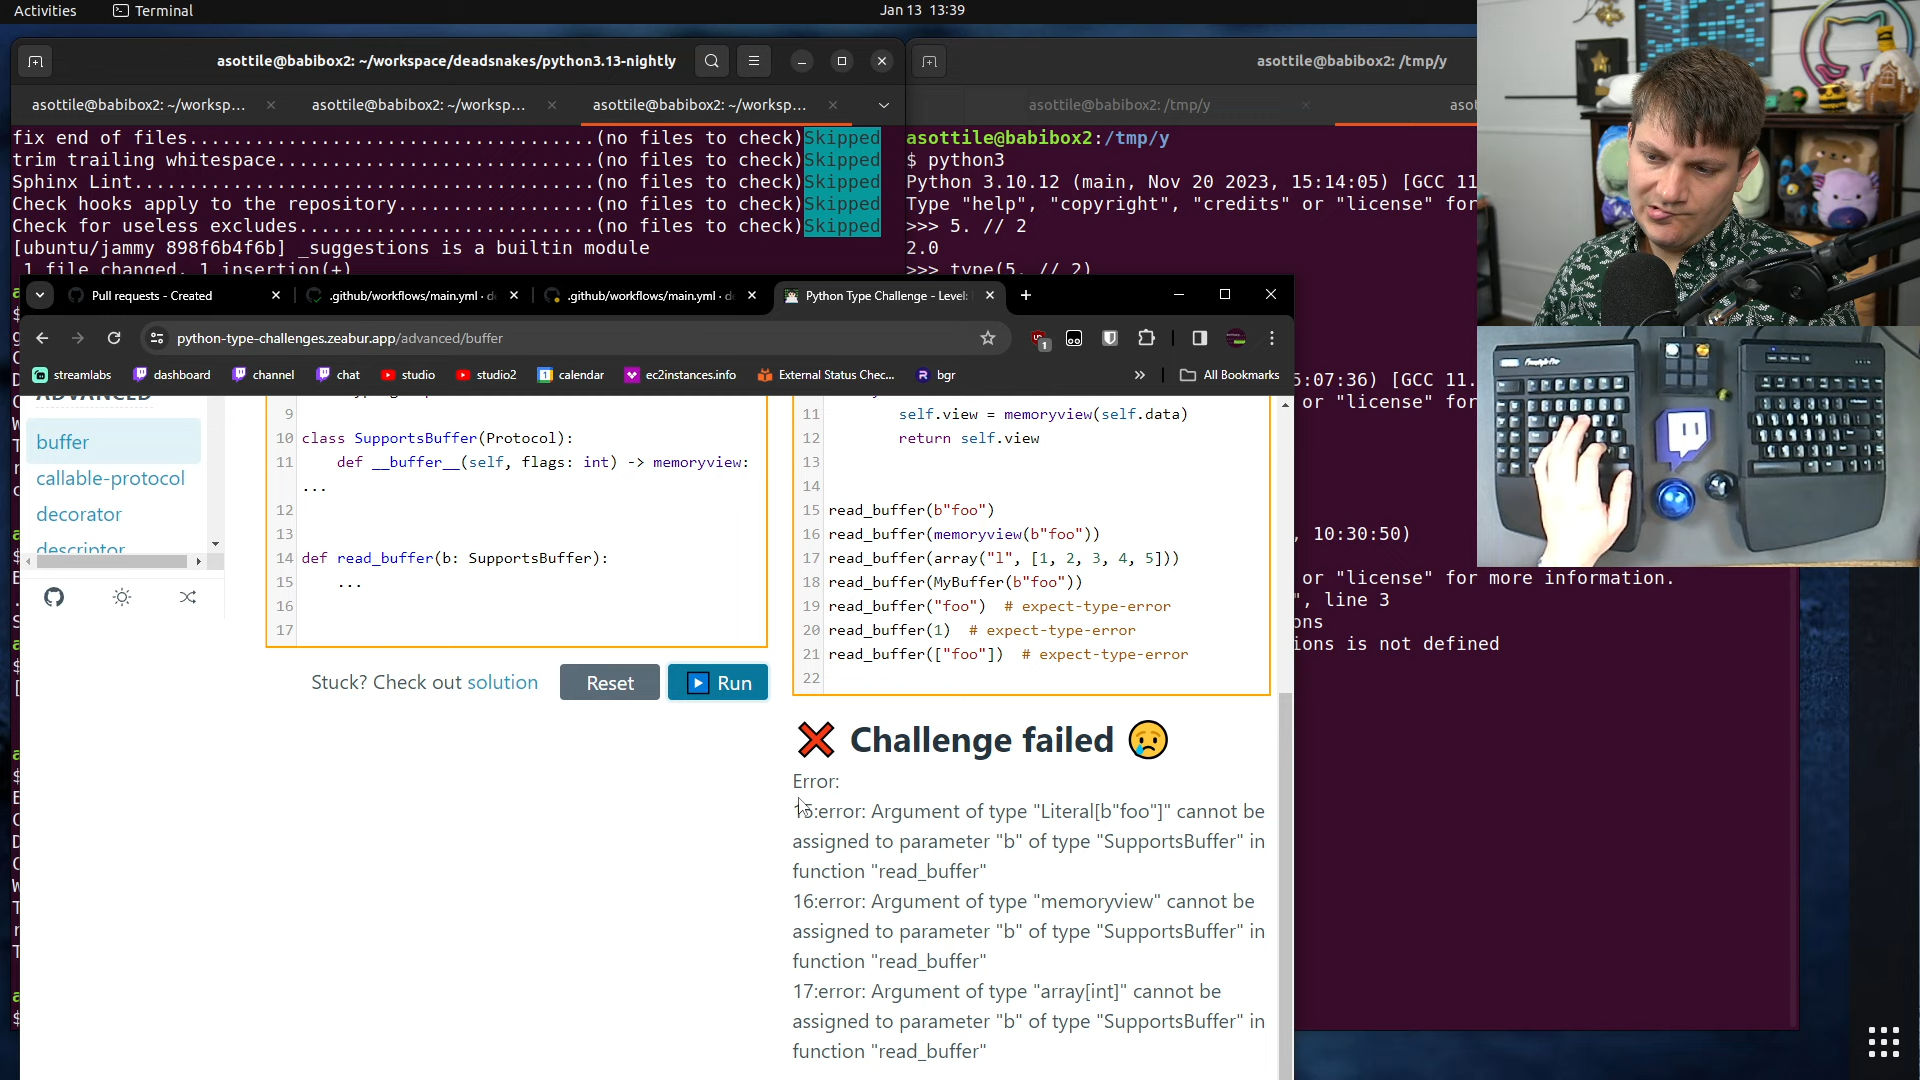 Activities
Terminal
Jan 13 13:39
asottile@babibox2: ~/workspace/deadsnakes/python3.13-nightly
asottile@babibox2: /tmp/y
asottile@babibox2: ~/worksp...
asottile@babibox2: ~/worksp...
asottile@babibox2: ~/worksp...
asottile@babibox2: /tmp/y
fix end of files....................................(no files to check)Skipped
trim trailing whitespace............................(no files to check)Skipped
Sphinx Lint.........................................(no files to check)Skipped
Check hooks apply to the repository.................(no files to check)Skipped
Check for useless excludes..........................(no files to check)Skipped
[ubuntu/jammy 898f6b4f6b] _suggestions is a builtin module
1 file changed, 1 insertion(+)
asottile@babibox2:/tmp/y
$ python3
Python 3.10.12 (main, Nov 20 2023, 15:14:05) [GCC 11
Type "help", "copyright", "credits" or "license" for
>>> 5. // 2
2.0
>>> type(5. // 2)
5:07:36) [GCC 11.
or "license" for
, 10:30:50)
or "license" for more information.
", line 3
ons
ions is not defined
Pull requests - Created
.github/workflows/main.yml · d
.github/workflows/main.yml · d
Python Type Challenge - Level:
python-type-challenges.zeabur.app/advanced/buffer
streamlabs
dashboard
channel
chat
studio
studio2
calendar
ec2instances.info
External Status Chec...
bgr
All Bookmarks
ADVANCED
buffer
callable-protocol
decorator
descriptor
9
10 class SupportsBuffer(Protocol):
11 def __buffer__(self, flags: int) -> memoryview:
...
12
13
14 def read_buffer(b: SupportsBuffer):
15 ...
16
17
11 self.view = memoryview(self.data)
12 return self.view
13
14
15 read_buffer(b"foo")
16 read_buffer(memoryview(b"foo"))
17 read_buffer(array("l", [1, 2, 3, 4, 5]))
18 read_buffer(MyBuffer(b"foo"))
19 read_buffer("foo") # expect-type-error
20 read_buffer(1) # expect-type-error
21 read_buffer(["foo"]) # expect-type-error
22
Stuck? Check out solution
Reset
Run
Challenge failed
Error:
15:error: Argument of type "Literal[b"foo"]" cannot be
assigned to parameter "b" of type "SupportsBuffer" in
function "read_buffer"
16:error: Argument of type "memoryview" cannot be
assigned to parameter "b" of type "SupportsBuffer" in
function "read_buffer"
17:error: Argument of type "array[int]" cannot be
assigned to parameter "b" of type "SupportsBuffer" in
function "read_buffer"